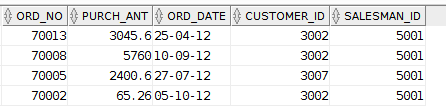 ORD_NO PURCH_ANT ORD_DATE CUSTOMER_ID SALESMAN_ID
70013 3045.6 25-04-12 3002 5001
70008 5760 10-09-12 3002 5001
70005 2400.6 27-07-12 3007 5001
70002 65.26 05-10-12 3002 5001